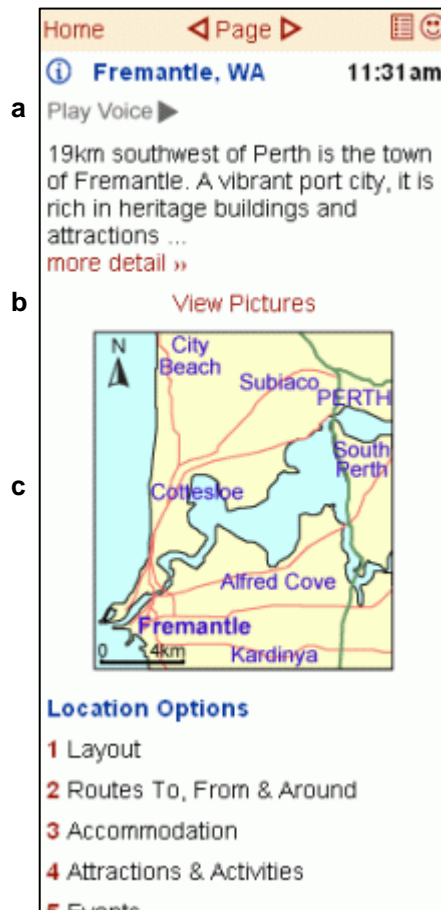 Home Page
Fremantle, WA 11:31am
a
Play Voice
19km southwest of Perth is the town
of Fremantle. A vibrant port city, it is
rich in heritage buildings and
attractions ...
more detail ››
b
View Pictures
N
City
Beach
Subiaco
PERTH
South
Perth
c
Cottesloe
Alfred Cove
Fremantle
0 4km
Kardinya
Location Options
1 Layout
2 Routes To, From & Around
3 Accommodation
4 Attractions & Activities
5 Events